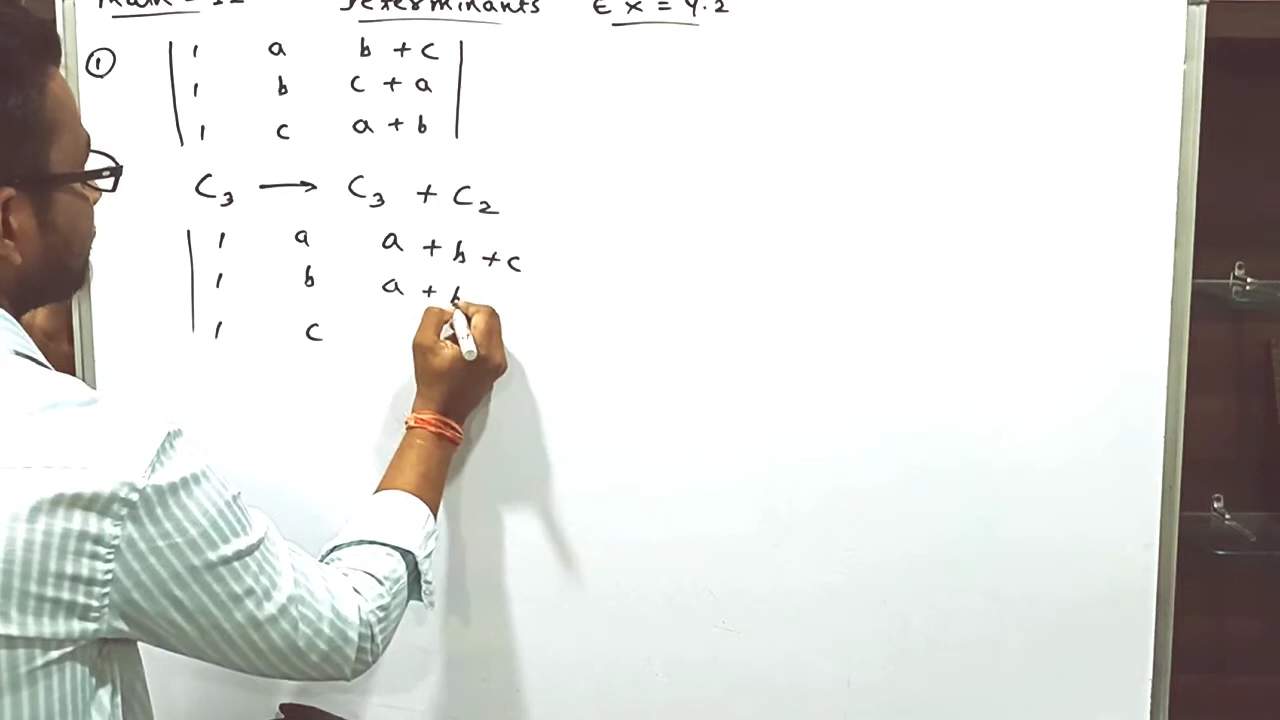 Determinants Ex = 4.2
① | 1 a b + c |
| 1 b c + a |
| 1 c a + b |
C₃ ⟶ C₃ + C₂
| 1 a a + b + c
| 1 b a + b
| 1 c